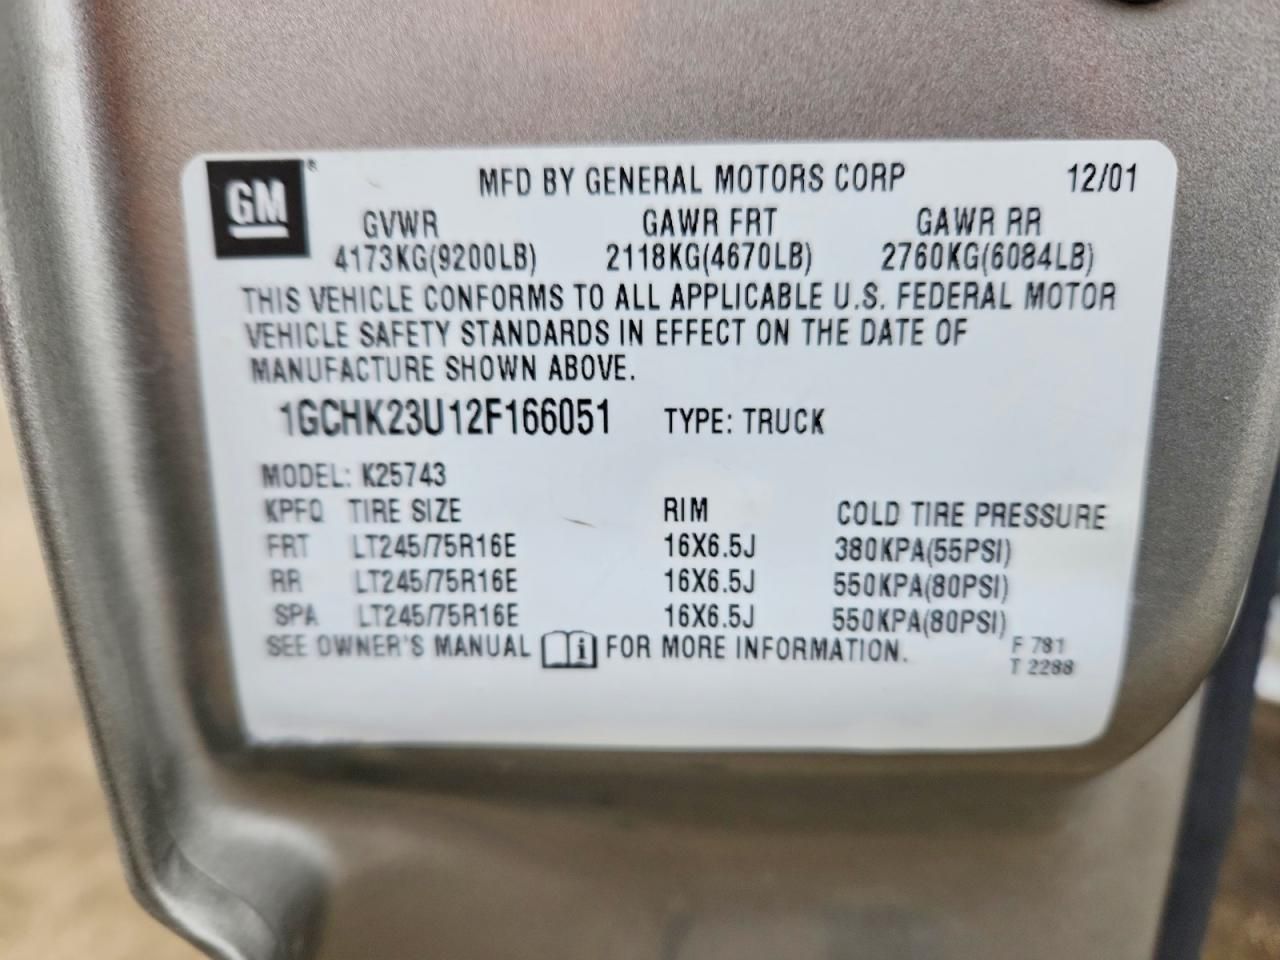 GM® MFD BY GENERAL MOTORS CORP 12/01
GVWR GAWR FRT GAWR RR
4173KG(9200LB) 2118KG(4670LB) 2760KG(6084LB)
THIS VEHICLE CONFORMS TO ALL APPLICABLE U.S. FEDERAL MOTOR
VEHICLE SAFETY STANDARDS IN EFFECT ON THE DATE OF
MANUFACTURE SHOWN ABOVE.
1GCHK23U12F166051 TYPE: TRUCK
MODEL: K25743
KPFQ TIRE SIZE RIM COLD TIRE PRESSURE
FRT LT245/75R16E 16X6.5J 380KPA(55PSI)
RR LT245/75R16E 16X6.5J 550KPA(80PSI)
SPA LT245/75R16E 16X6.5J 550KPA(80PSI)
SEE OWNER'S MANUAL i FOR MORE INFORMATION.
F 781
T 2288